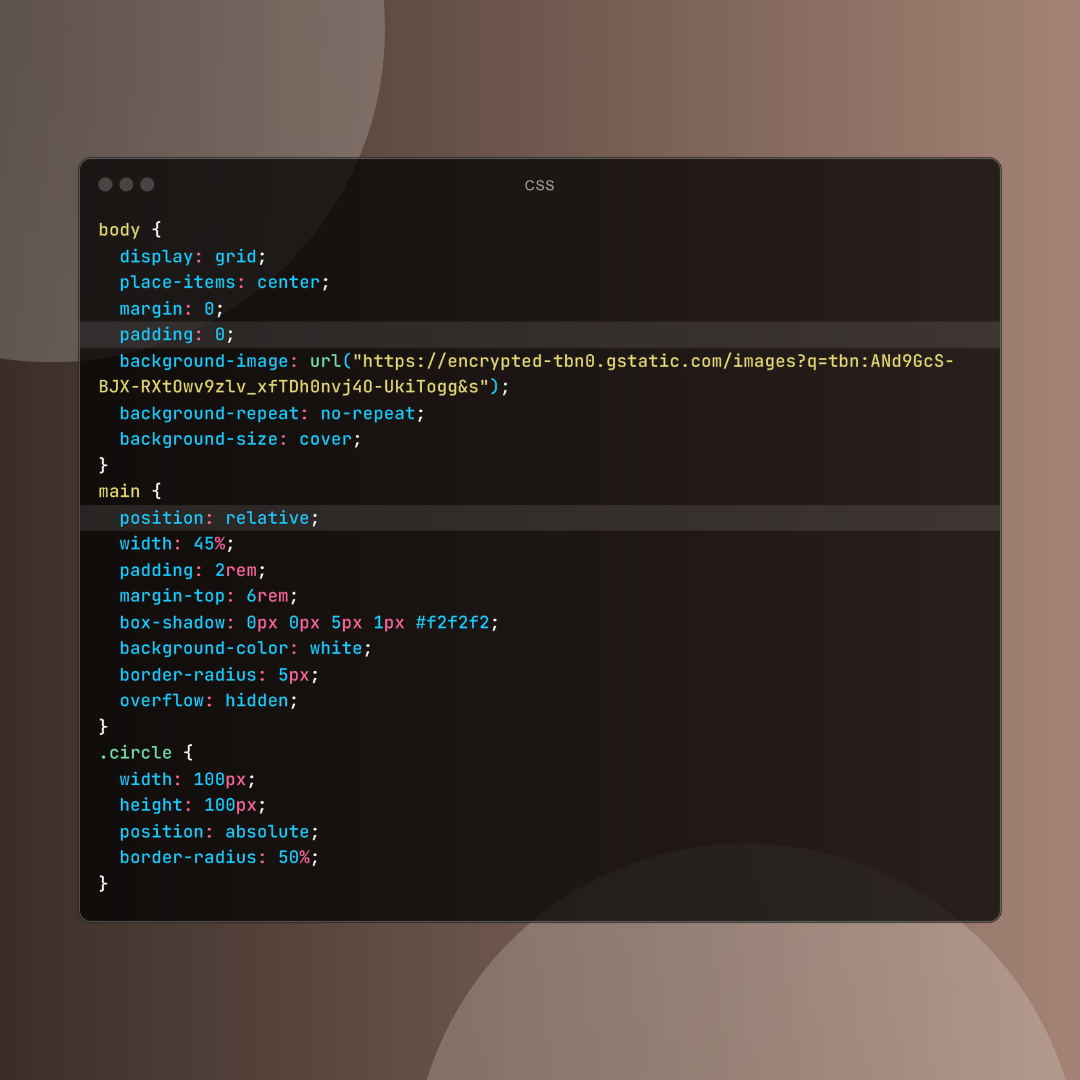 CSS
body {
  display: grid;
  place-items: center;
  margin: 0;
  padding: 0;
  background-image: url("https://encrypted-tbn0.gstatic.com/images?q=tbn:ANd9GcS-
BJX-RXtOwv9zlv_xfTDh0nvj4O-UkiTogg&s");
  background-repeat: no-repeat;
  background-size: cover;
}
main {
  position: relative;
  width: 45%;
  padding: 2rem;
  margin-top: 6rem;
  box-shadow: 0px 0px 5px 1px #f2f2f2;
  background-color: white;
  border-radius: 5px;
  overflow: hidden;
}
.circle {
  width: 100px;
  height: 100px;
  position: absolute;
  border-radius: 50%;
}